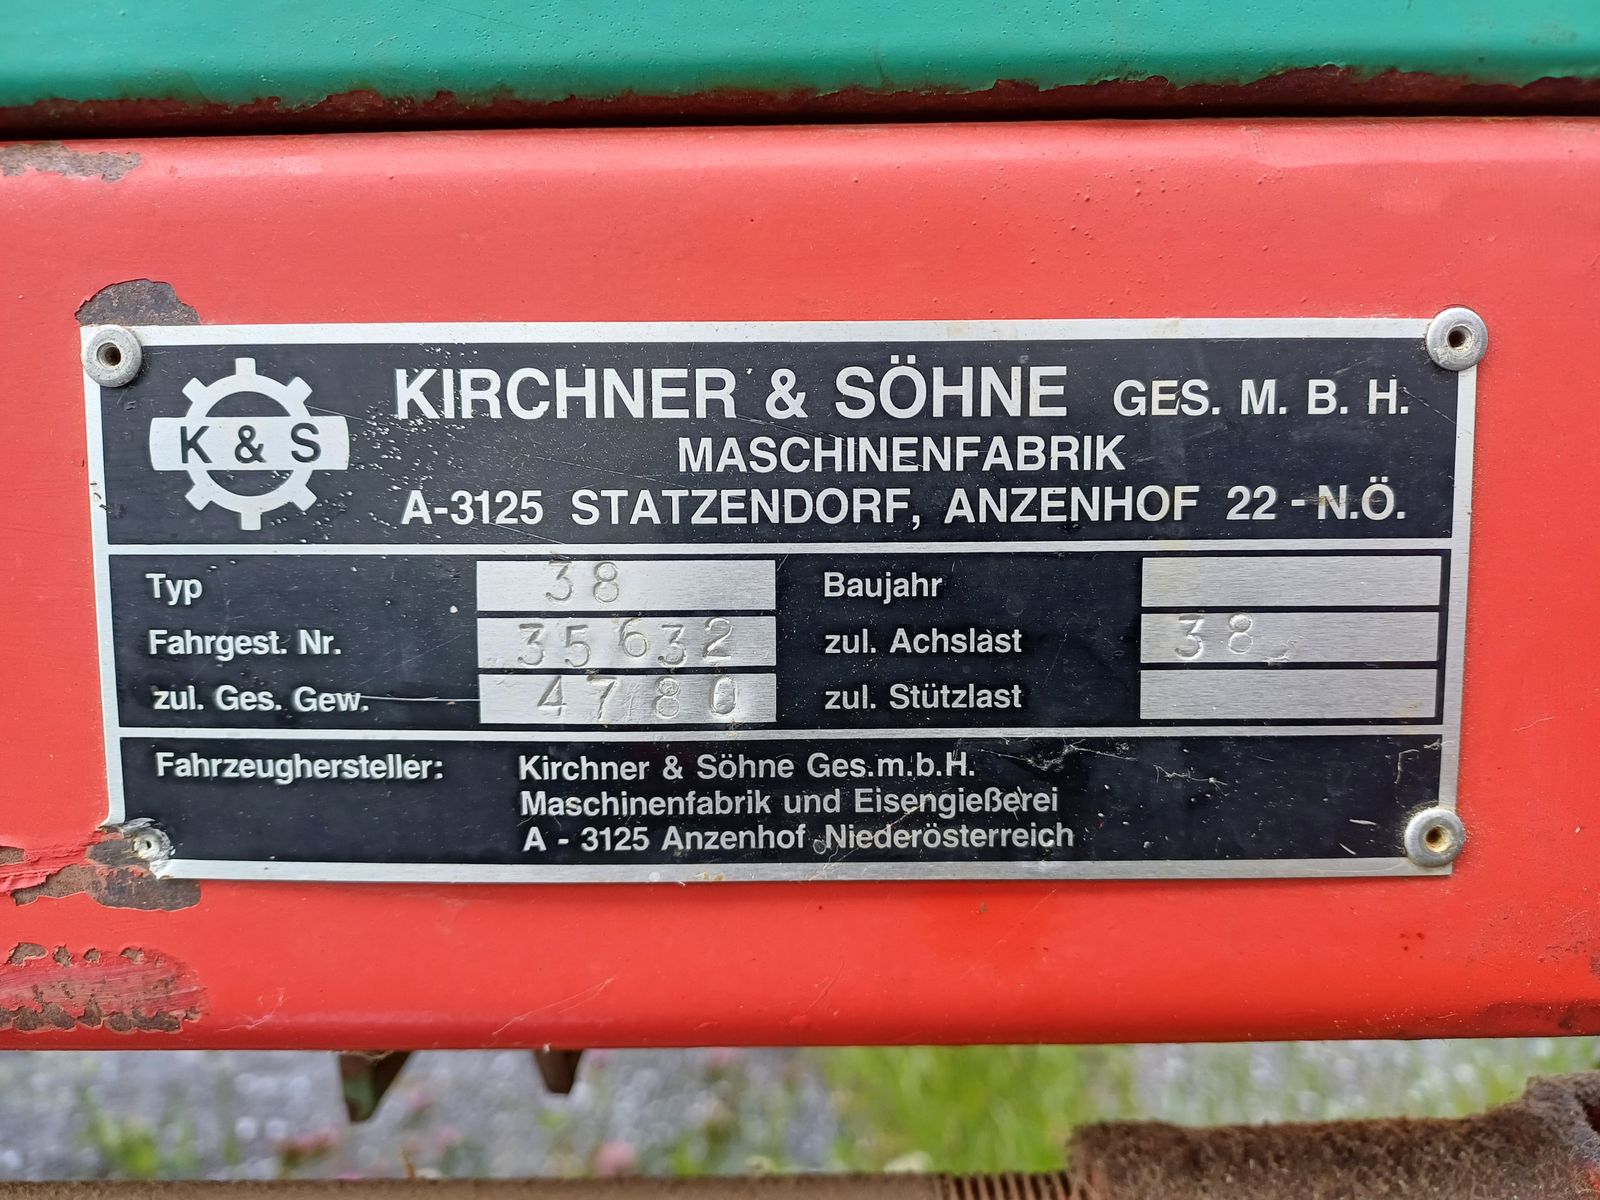 K & S
KIRCHNER & SÖHNE GES. M. B. H.
MASCHINENFABRIK
A-3125 STATZENDORF, ANZENHOF 22 - N.Ö.
Typ 38 Baujahr
Fahrgest. Nr. 35632 zul. Achslast 38
zul. Ges. Gew. 4780 zul. Stützlast
Fahrzeughersteller: Kirchner & Söhne Ges.m.b.H.
Maschinenfabrik und Eisengießerei
A - 3125 Anzenhof Niederösterreich